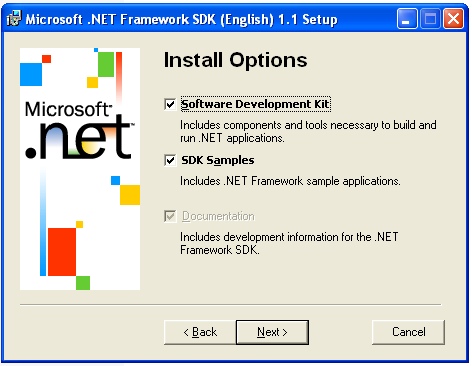 Microsoft .NET Framework SDK (English) 1.1 Setup
Microsoft®
.net™
Install Options
Software Development Kit
Includes components and tools necessary to build and
run .NET applications.
SDK Samples
Includes .NET Framework sample applications.
Documentation
Includes development information for the .NET
Framework SDK.
< Back
Next >
Cancel